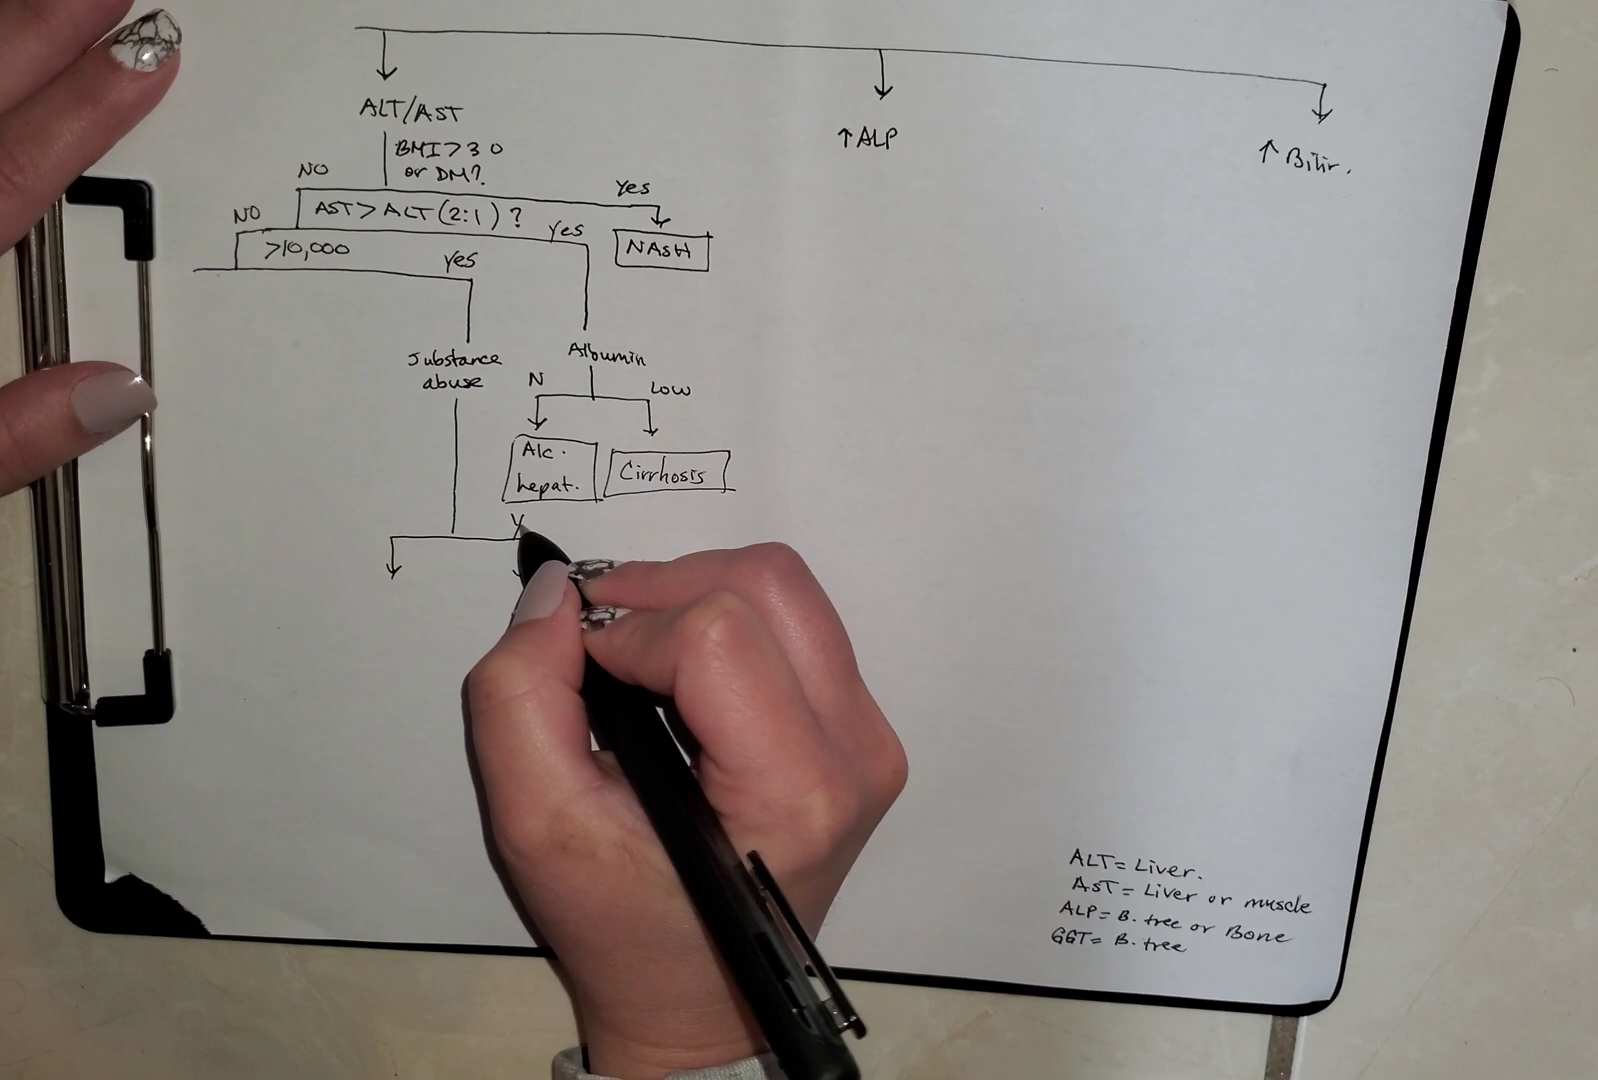 ALT/AST
↑ ALP
↑ Bilir.
BMI > 30
or DM?
NO
Yes
AST > ALT (2:1) ?
NO
Yes
NASH
>10,000
Yes
Substance
abuse
Albumin
N
Low
Alc.
hepat.
Cirrhosis
Y
ALT = Liver.
AST = Liver or muscle
ALP = B. tree or Bone
GGT = B. tree